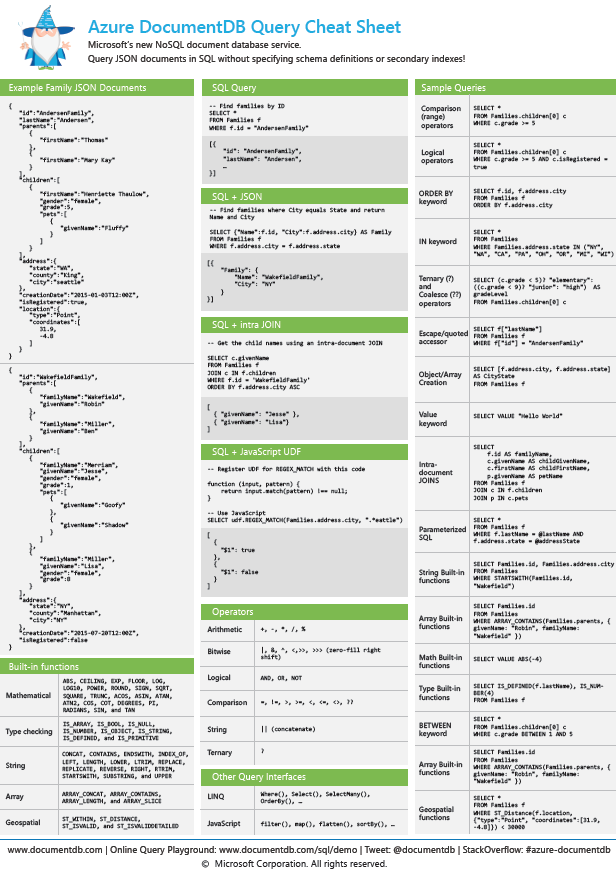 Azure DocumentDB Query Cheat Sheet
Microsoft's new NoSQL document database service.
Query JSON documents in SQL without specifying schema definitions or secondary indexes!
Example Family JSON Documents
{
"id":"AndersenFamily",
"lastName":"Andersen",
"parents":[
{
"firstName":"Thomas"
},
{
"firstName":"Mary Kay"
}
],
"children":[
{
"firstName":"Henriette Thaulow",
"gender":"female",
"grade":5,
"pets":[
{
"givenName":"Fluffy"
}
]
}
],
"address":{
"state":"WA",
"county":"King",
"city":"seattle"
},
"creationDate":"2015-01-03T12:00Z",
"isRegistered":true,
"location":{
"type":"Point",
"coordinates":[
31.9,
-4.8
]
}
}
{
"id":"WakefieldFamily",
"parents":[
{
"familyName":"Wakefield",
"givenName":"Robin"
},
{
"familyName":"Miller",
"givenName":"Ben"
}
],
"children":[
{
"familyName":"Merriam",
"givenName":"Jesse",
"gender":"female",
"grade":1,
"pets":[
{
"givenName":"Goofy"
},
{
"givenName":"Shadow"
}
]
},
{
"familyName":"Miller",
"givenName":"Lisa",
"gender":"female",
"grade":8
}
],
"address":{
"state":"NY",
"county":"Manhattan",
"city":"NY"
},
"creationDate":"2015-07-20T12:00Z",
"isRegistered":false
}
Built-in functions
Mathematical
ABS, CEILING, EXP, FLOOR, LOG,
LOG10, POWER, ROUND, SIGN, SQRT,
SQUARE, TRUNC, ACOS, ASIN, ATAN,
ATN2, COS, COT, DEGREES, PI,
RADIANS, SIN, and TAN
Type checking
IS_ARRAY, IS_BOOL, IS_NULL,
IS_NUMBER, IS_OBJECT, IS_STRING,
IS_DEFINED, and IS_PRIMITIVE
String
CONCAT, CONTAINS, ENDSWITH, INDEX_OF,
LEFT, LENGTH, LOWER, LTRIM, REPLACE,
REPLICATE, REVERSE, RIGHT, RTRIM,
STARTSWITH, SUBSTRING, and UPPER
Array
ARRAY_CONCAT, ARRAY_CONTAINS,
ARRAY_LENGTH, and ARRAY_SLICE
Geospatial
ST_WITHIN, ST_DISTANCE,
ST_ISVALID, and ST_ISVALIDDETAILED
SQL Query
-- Find families by ID
SELECT *
FROM Families f
WHERE f.id = "AndersenFamily"
[{
"id": "AndersenFamily",
"lastName": "Andersen",
…
}]
SQL + JSON
-- Find families where City equals State and return
Name and City
SELECT {"Name":f.id, "City":f.address.city} AS Family
FROM Families f
WHERE f.address.city = f.address.state
[{
"Family": {
"Name": "WakefieldFamily",
"City": "NY"
}
}]
SQL + intra JOIN
-- Get the child names using an intra-document JOIN
SELECT c.givenName
FROM Families f
JOIN c IN f.children
WHERE f.id = 'WakefieldFamily'
ORDER BY f.address.city ASC
[
{ "givenName": "Jesse" },
{ "givenName": "Lisa"}
]
SQL + JavaScript UDF
-- Register UDF for REGEX_MATCH with this code
function (input, pattern) {
return input.match(pattern) !== null;
}
-- Use JavaScript
SELECT udf.REGEX_MATCH(Families.address.city, ".*eattle")
[
{
"$1": true
},
{
"$1": false
}
]
Operators
Arithmetic
+, -, *, /, %
Bitwise
|, &, ^, <,>>, >>> (zero-fill right
shift)
Logical
AND, OR, NOT
Comparison
=, !=, >, >=, <, <=, <>, ??
String
|| (concatenate)
Ternary
?
Other Query Interfaces
LINQ
Where(), Select(), SelectMany(),
OrderBy(), …
JavaScript
filter(), map(), flatten(), sortBy(), …
Sample Queries
Comparison
(range)
operators
SELECT *
FROM Families.children[0] c
WHERE c.grade >= 5
Logical
operators
SELECT *
FROM Families.children[0] c
WHERE c.grade >= 5 AND c.isRegistered =
true
ORDER BY
keyword
SELECT f.id, f.address.city
FROM Families f
ORDER BY f.address.city
IN keyword
SELECT *
FROM Families
WHERE Families.address.state IN ("NY",
"WA", "CA", "PA", "OH", "OR", "MI", "WI")
Ternary (?)
and
Coalesce (??)
operators
SELECT (c.grade < 5)? "elementary":
((c.grade < 9)? "junior": "high") AS
gradeLevel
FROM Families.children[0] c
Escape/quoted
accessor
SELECT f["lastName"]
FROM Families f
WHERE f["id"] = "AndersenFamily"
Object/Array
Creation
SELECT [f.address.city, f.address.state]
AS CityState
FROM Families f
Value
keyword
SELECT VALUE "Hello World"
Intra-
document
JOINS
SELECT
f.id AS familyName,
c.givenName AS childGivenName,
c.firstName AS childFirstName,
p.givenName AS petName
FROM Families f
JOIN c IN f.children
JOIN p IN c.pets
Parameterized
SQL
SELECT *
FROM Families f
WHERE f.lastName = @lastName AND
f.address.state = @addressState
String Built-in
functions
SELECT Families.id, Families.address.city
FROM Families
WHERE STARTSWITH(Families.id,
"Wakefield")
Array Built-in
functions
SELECT Families.id
FROM Families
WHERE ARRAY_CONTAINS(Families.parents, {
givenName: "Robin", familyName:
"Wakefield" })
Math Built-in
functions
SELECT VALUE ABS(-4)
Type Built-in
functions
SELECT IS_DEFINED(f.lastName), IS_NUM-
BER(4)
FROM Families f
BETWEEN
keyword
SELECT *
FROM Families.children[0] c
WHERE c.grade BETWEEN 1 AND 5
Array Built-in
functions
SELECT Families.id
FROM Families
WHERE ARRAY_CONTAINS(Families.parents, {
givenName: "Robin", familyName:
"Wakefield" })
Geospatial
functions
SELECT *
FROM Families f
WHERE ST_Distance(f.location,
{"type":"Point", "coordinates":[31.9,
-4.8]}) < 30000
www.documentdb.com | Online Query Playground: www.documentdb.com/sql/demo | Tweet: @documentdb | StackOverflow: #azure-documentdb
© Microsoft Corporation. All rights reserved.